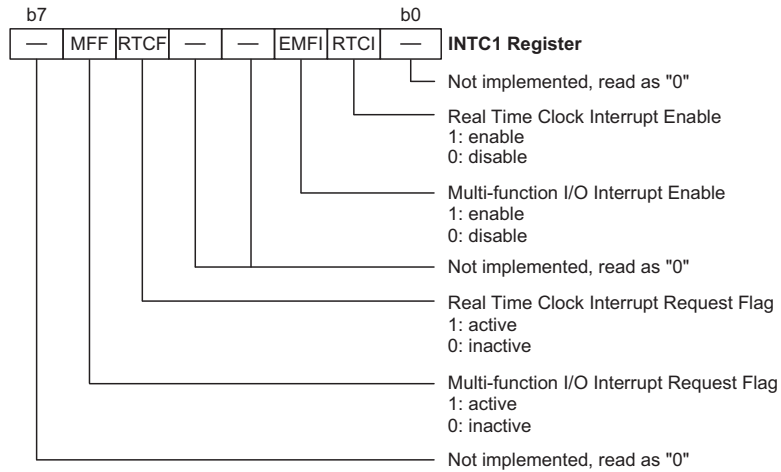 b7 b0
— MFF RTCF — — EMFI RTCI — INTC1 Register
Not implemented, read as "0"
Real Time Clock Interrupt Enable
1: enable
0: disable
Multi-function I/O Interrupt Enable
1: enable
0: disable
Not implemented, read as "0"
Real Time Clock Interrupt Request Flag
1: active
0: inactive
Multi-function I/O Interrupt Request Flag
1: active
0: inactive
Not implemented, read as "0"